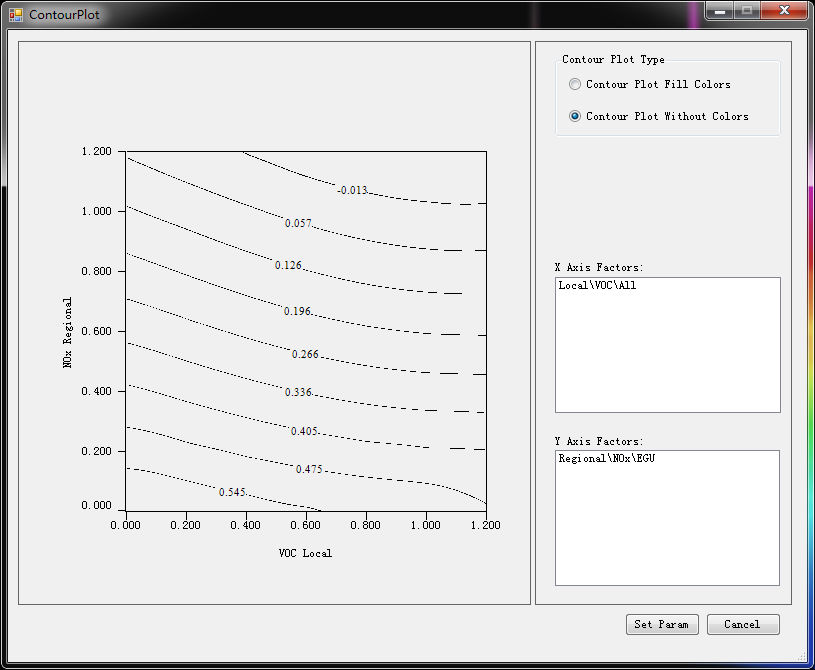 ContourPlot
Contour Plot Type
Contour Plot Fill Colors
Contour Plot Without Colors
1.200
1.000
0.800
0.600
0.400
0.200
0.000
NOx Regional
-0.013
0.057
0.126
0.196
0.266
0.336
0.405
0.475
0.545
0.000 0.200 0.400 0.600 0.800 1.000 1.200
VOC Local
X Axis Factors:
Local\VOC\All
Y Axis Factors:
Regional\NOx\EGU
Set Param Cancel